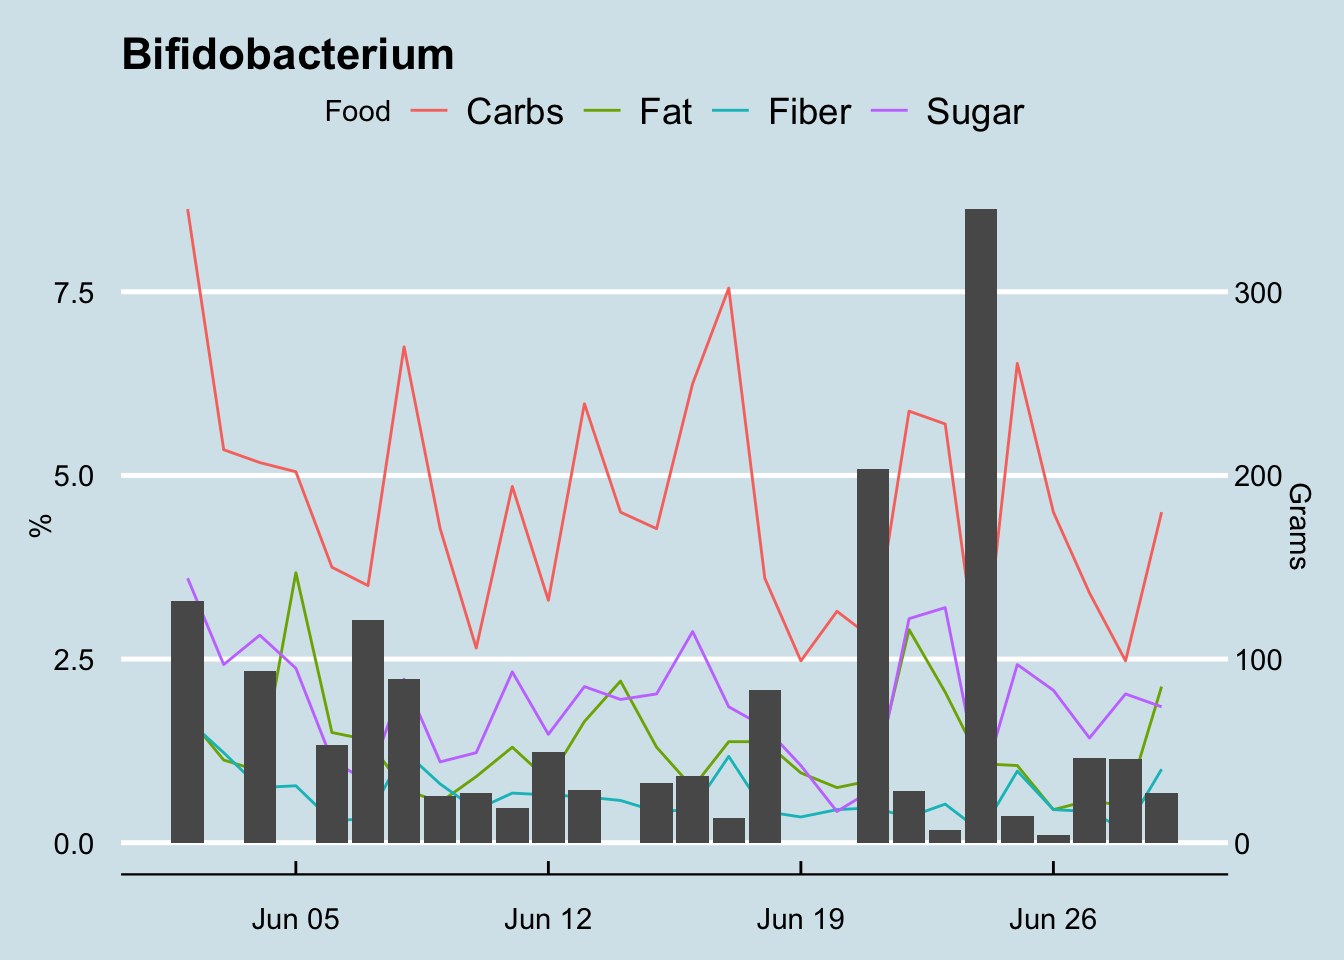 Bifidobacterium
Food Carbs Fat Fiber Sugar
7.5 300
5.0 200
% Grams
2.5 100
0.0 0
Jun 05 Jun 12 Jun 19 Jun 26